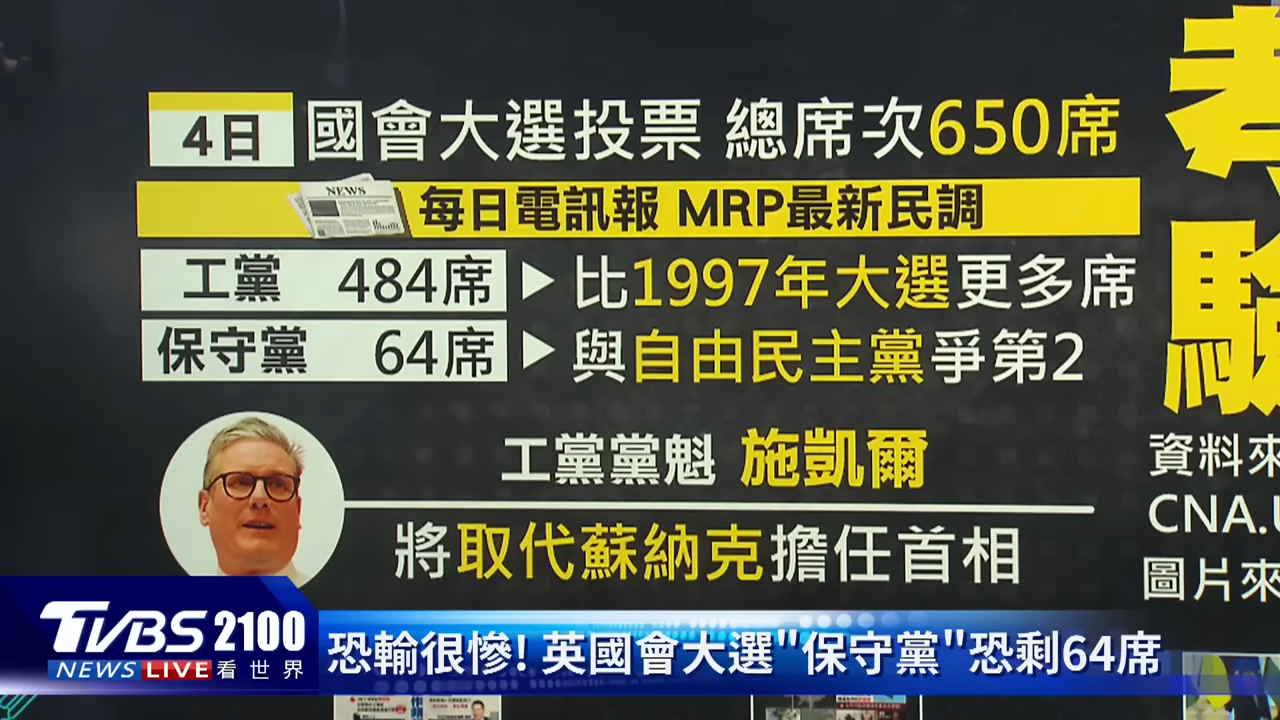 4日 國會大選投票 總席次650席
NEWS
每日電訊報 MRP最新民調
工黨 484席 ▶ 比1997年大選更多席
保守黨 64席 ▶ 與自由民主黨爭第2
工黨黨魁 施凱爾
將取代蘇納克擔任首相
考驗
資料來
CNA.
圖片來
TVBS 2100
NEWS LIVE 看世界
恐輸很慘! 英國會大選"保守黨"恐剩64席